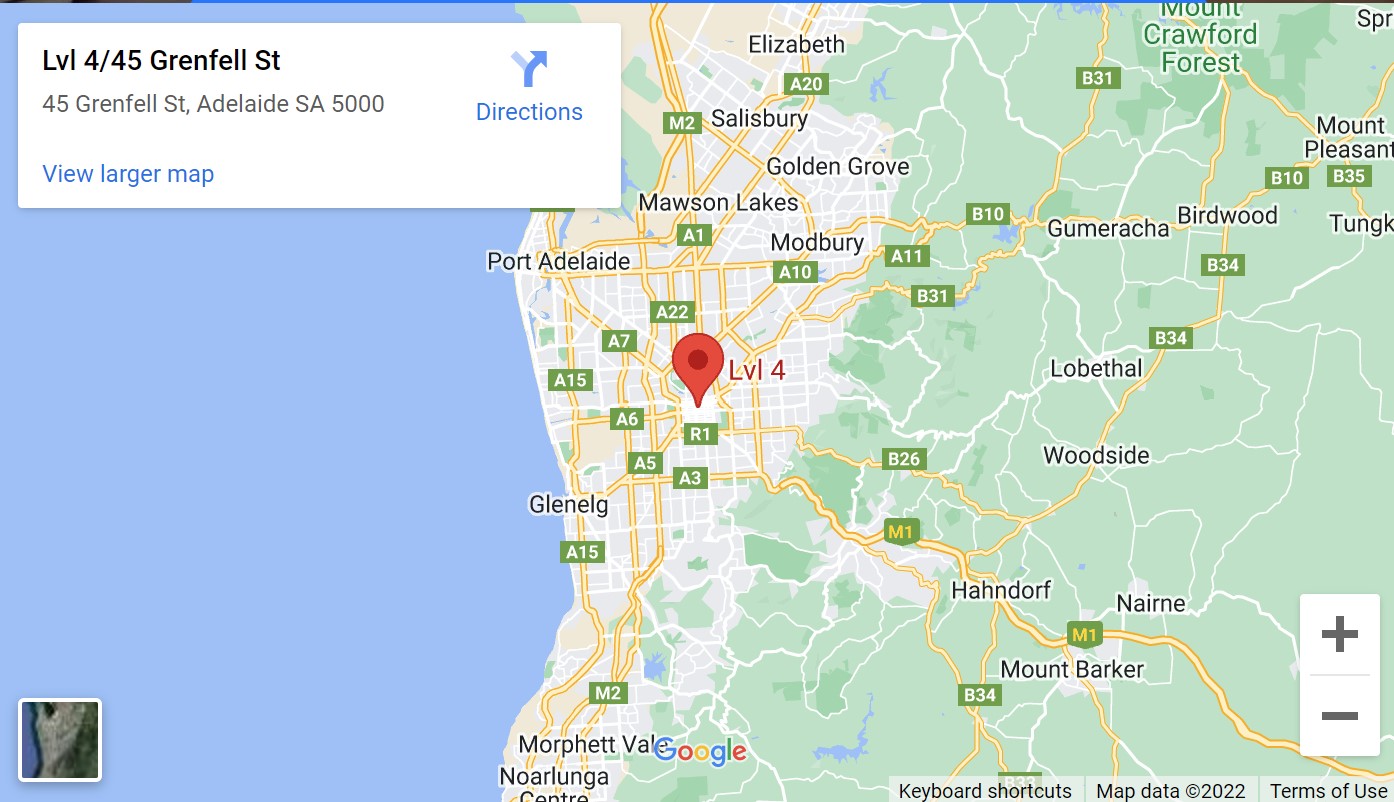 Lvl 4/45 Grenfell St
45 Grenfell St, Adelaide SA 5000
Directions
View larger map
Elizabeth
A20
Mount
Crawford
Forest
Spr
B31
M2
Salisbury
Mount
Pleasant
Golden Grove
B10
B35
Mawson Lakes
B10
Birdwood
Gumeracha
Tungk
A1
Modbury
A11
Port Adelaide
A10
B34
B31
A22
A7
B34
Lvl 4
Lobethal
A15
A6
R1
B26
Woodside
A5
A3
Glenelg
M1
A15
Hahndorf
Nairne
M1
Mount Barker
M2
B34
Morphett Vale
Google
Noarlunga
Centre
B33
Keyboard shortcuts
Map data ©2022
Terms of Use